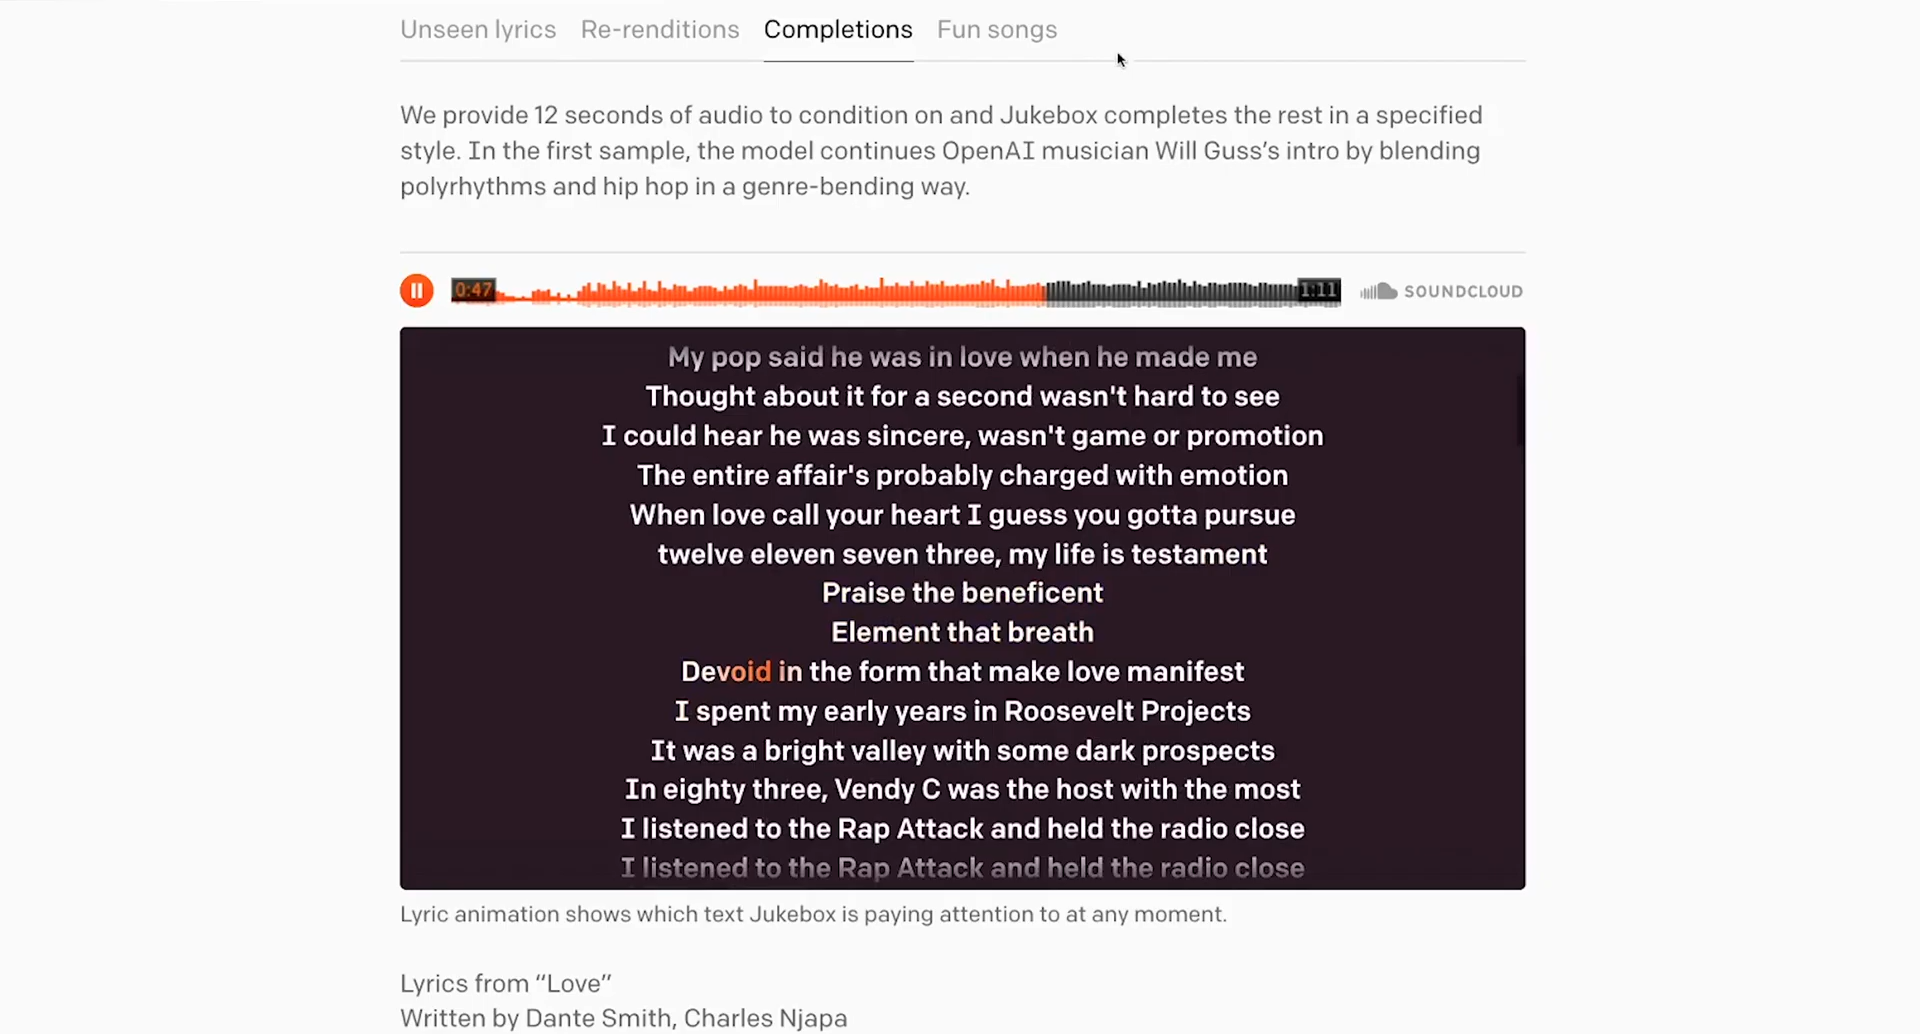 Unseen lyrics Re-renditions Completions Fun songs
We provide 12 seconds of audio to condition on and Jukebox completes the rest in a specified
style. In the first sample, the model continues OpenAI musician Will Guss’s intro by blending
polyrhythms and hip hop in a genre-bending way.
0:47 1:11 SOUNDCLOUD
My pop said he was in love when he made me
Thought about it for a second wasn't hard to see
I could hear he was sincere, wasn't game or promotion
The entire affair's probably charged with emotion
When love call your heart I guess you gotta pursue
twelve eleven seven three, my life is testament
Praise the beneficent
Element that breath
Devoid in the form that make love manifest
I spent my early years in Roosevelt Projects
It was a bright valley with some dark prospects
In eighty three, Vendy C was the host with the most
I listened to the Rap Attack and held the radio close
I listened to the Rap Attack and held the radio close
Lyric animation shows which text Jukebox is paying attention to at any moment.
Lyrics from “Love”
Written by Dante Smith, Charles Njapa